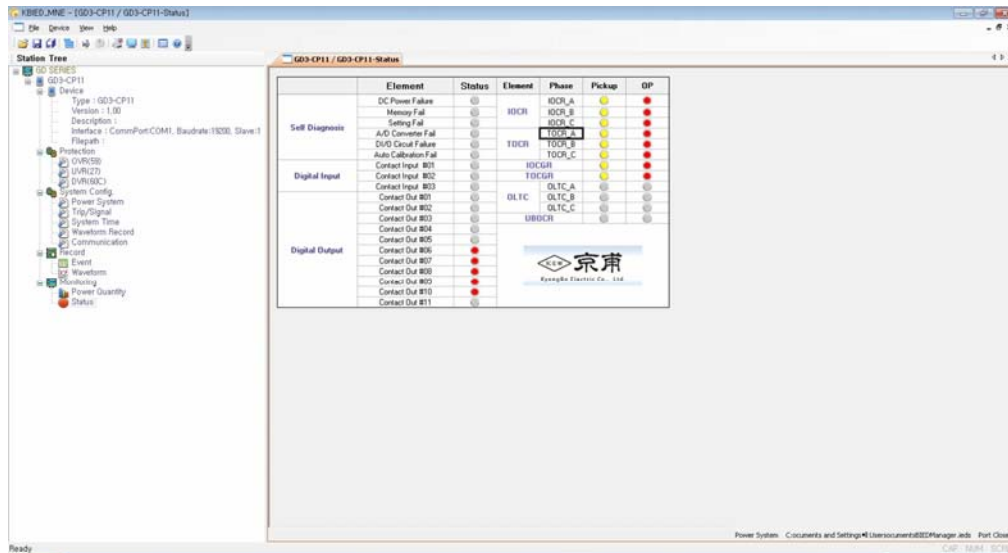 KBIED_MNE - [GD3-CP11 / GD3-CP11-Status]
File Device View Help
Station Tree
GD SERIES
GD3-CP11
Device
Type : GD3-CP11
Version : 1,00
Description :
Interface : CommPort:COM1, Baudrate:19200, Slave:1
Filepath :
Protection
OVR(59)
UVR(27)
DVR(60C)
System Config.
Power System
Trip/Signal
System Time
Waveform Record
Communication
Record
Event
Waveform
Monitoring
Power Quantity
Status
GD3-CP11 / GD3-CP11-Status
Element Status Element Phase Pickup OP
Self Diagnosis
DC Power Failure
Memory Fail
Setting Fail
A/D Converter Fail
DI/O Circuit Failure
Auto Calibration Fail
Digital Input
Contact Input #01
Contact Input #02
Contact Input #03
Digital Output
Contact Out #01
Contact Out #02
Contact Out #03
Contact Out #04
Contact Out #05
Contact Out #06
Contact Out #07
Contact Out #08
Contact Out #09
Contact Out #10
Contact Out #11
IOCR
IOCR_A
IOCR_B
IOCR_C
TOCR
TOCR_A
TOCR_B
TOCR_C
IOCGR
TOCGR
OLTC
OLTC_A
OLTC_B
OLTC_C
UBOCR
KEW 京甫
KyongBo Electric Co., Ltd
Ready
Power System
CAP NUM SCR